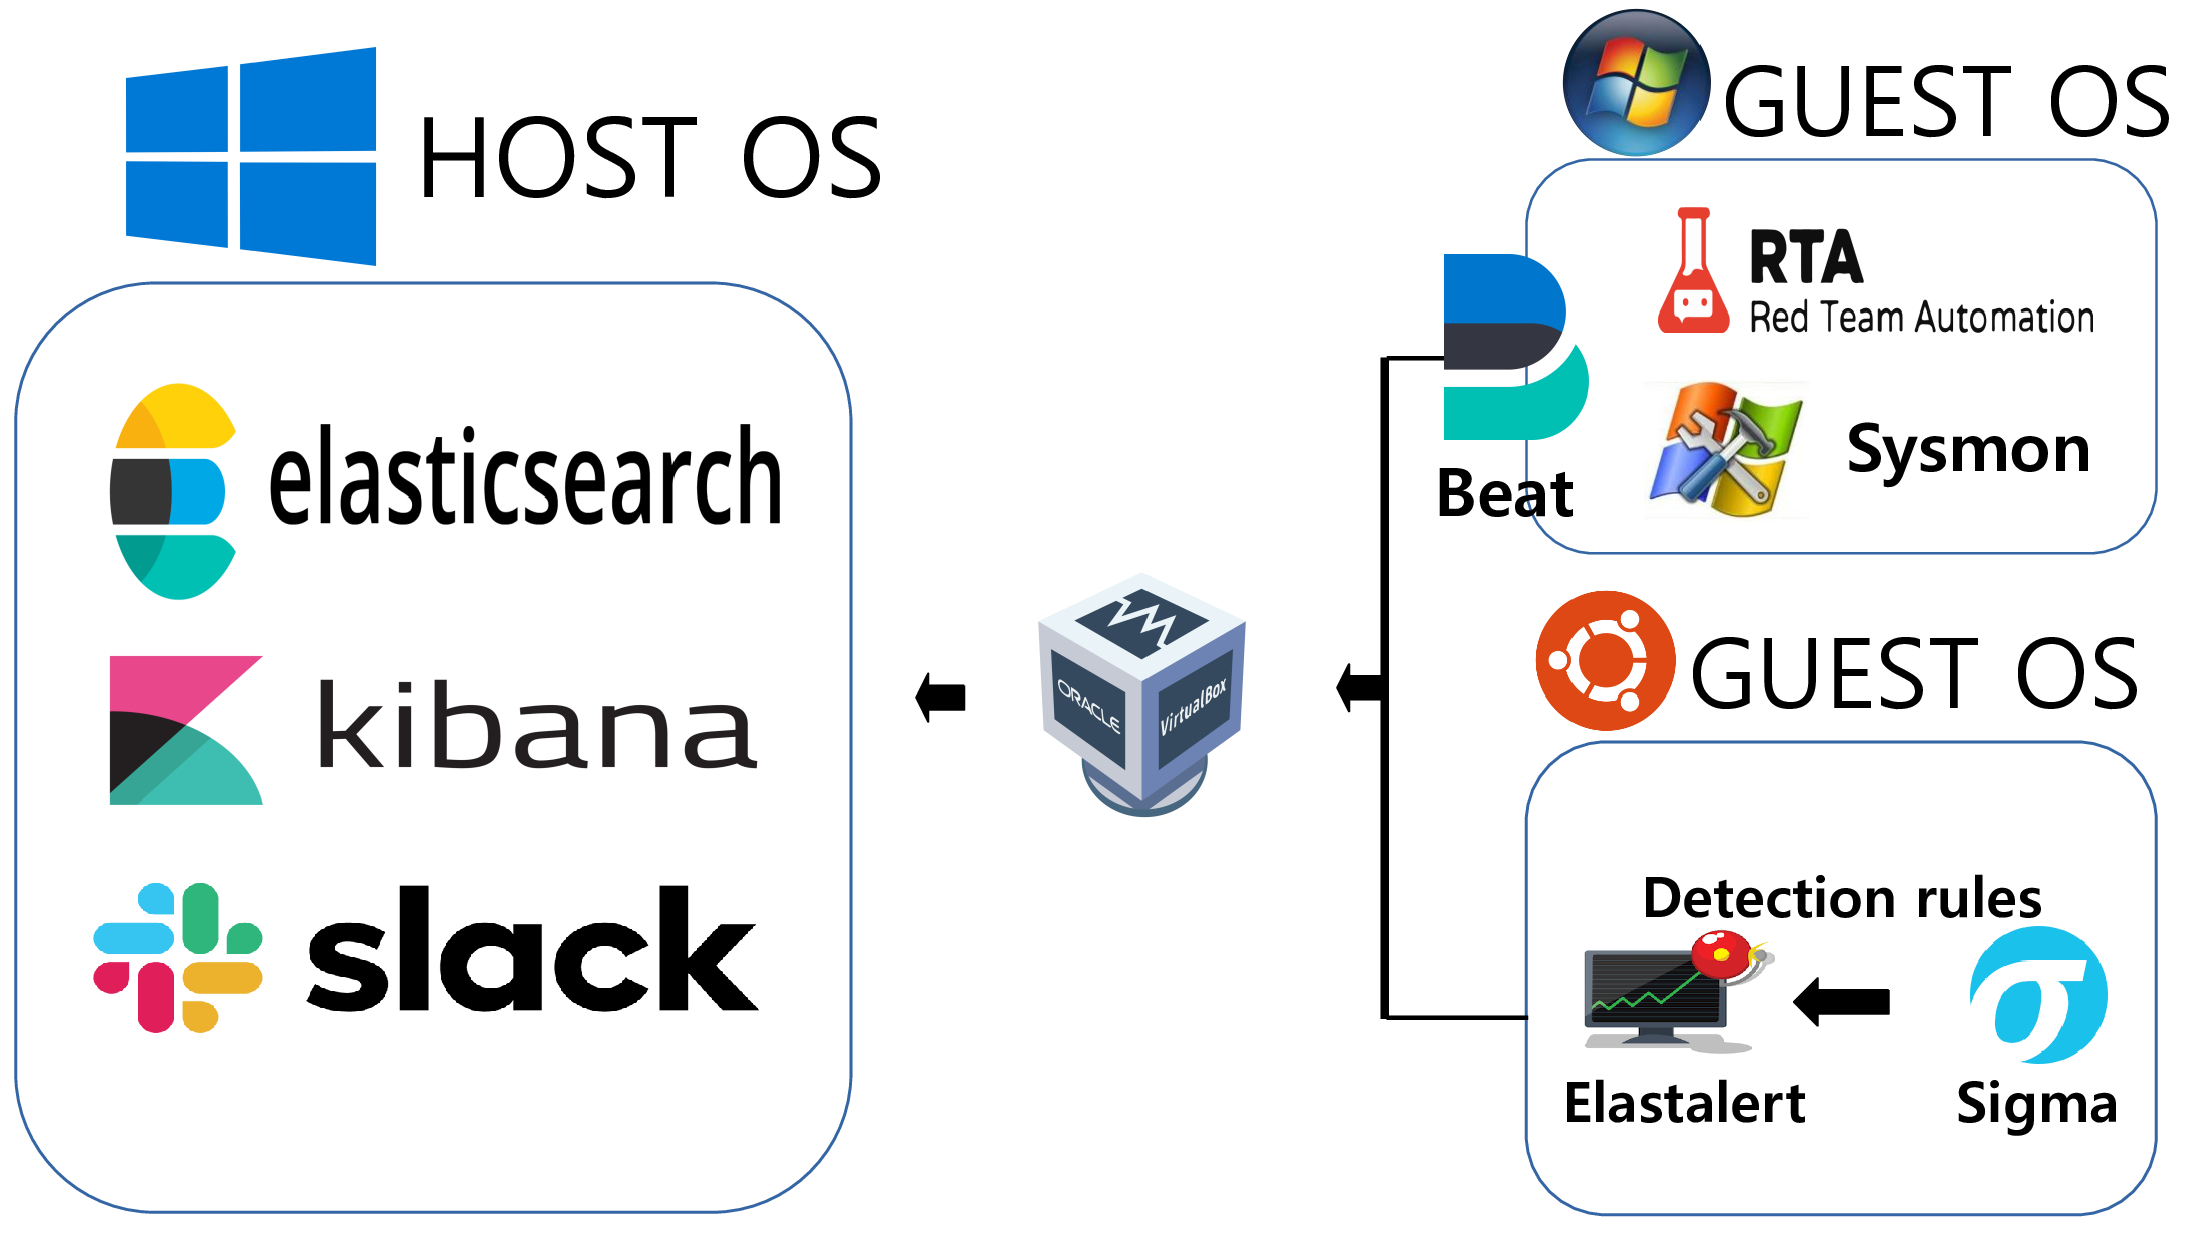 HOST OS
elasticsearch
kibana
slack
ORACLE
VirtualBox
GUEST OS
RTA
Red Team Automation
Sysmon
Beat
GUEST OS
Detection rules
Elastalert
Sigma